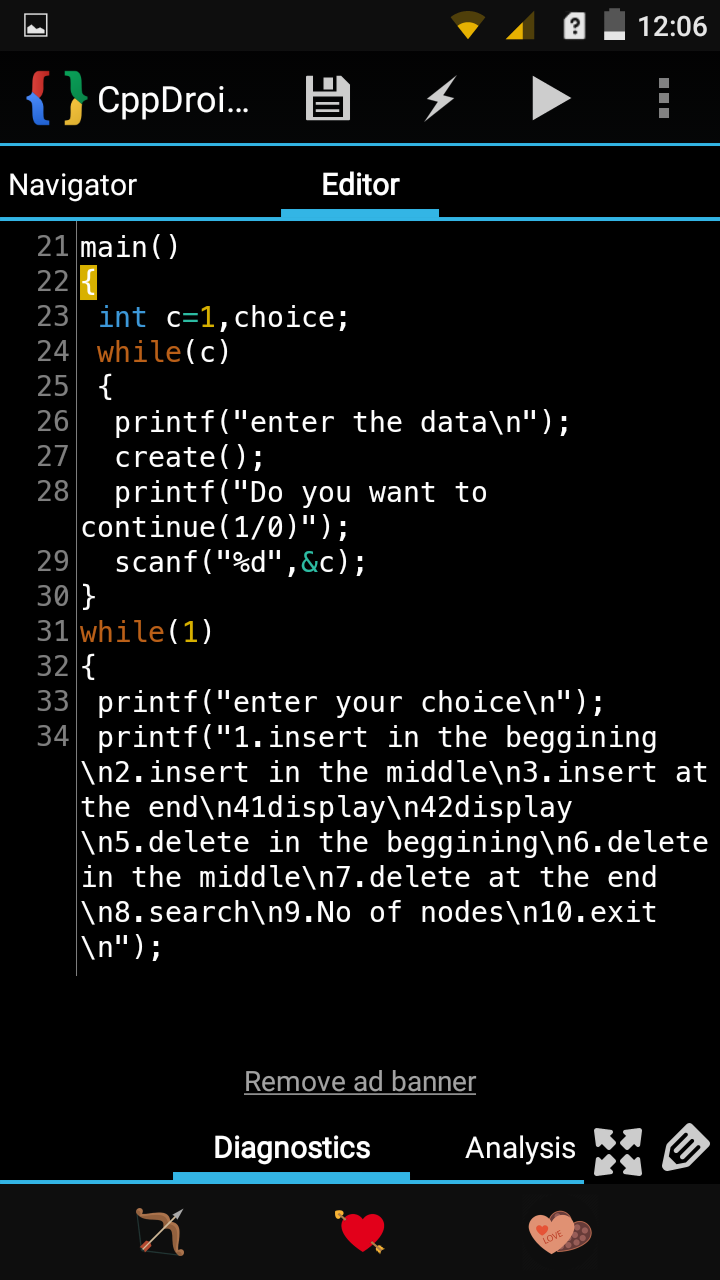 12:06
CppDroi...
Navigator
Editor
21 main()
22 {
23 int c=1,choice;
24 while(c)
25 {
26 printf("enter the data\n");
27 create();
28 printf("Do you want to
continue(1/0)");
29 scanf("%d",&c);
30 }
31 while(1)
32 {
33 printf("enter your choice\n");
34 printf("1.insert in the beggining
\n2.insert in the middle\n3.insert at
the end\n41display\n42display
\n5.delete in the beggining\n6.delete
in the middle\n7.delete at the end
\n8.search\n9.No of nodes\n10.exit
\n");
Remove ad banner
Diagnostics
Analysis
LOVE